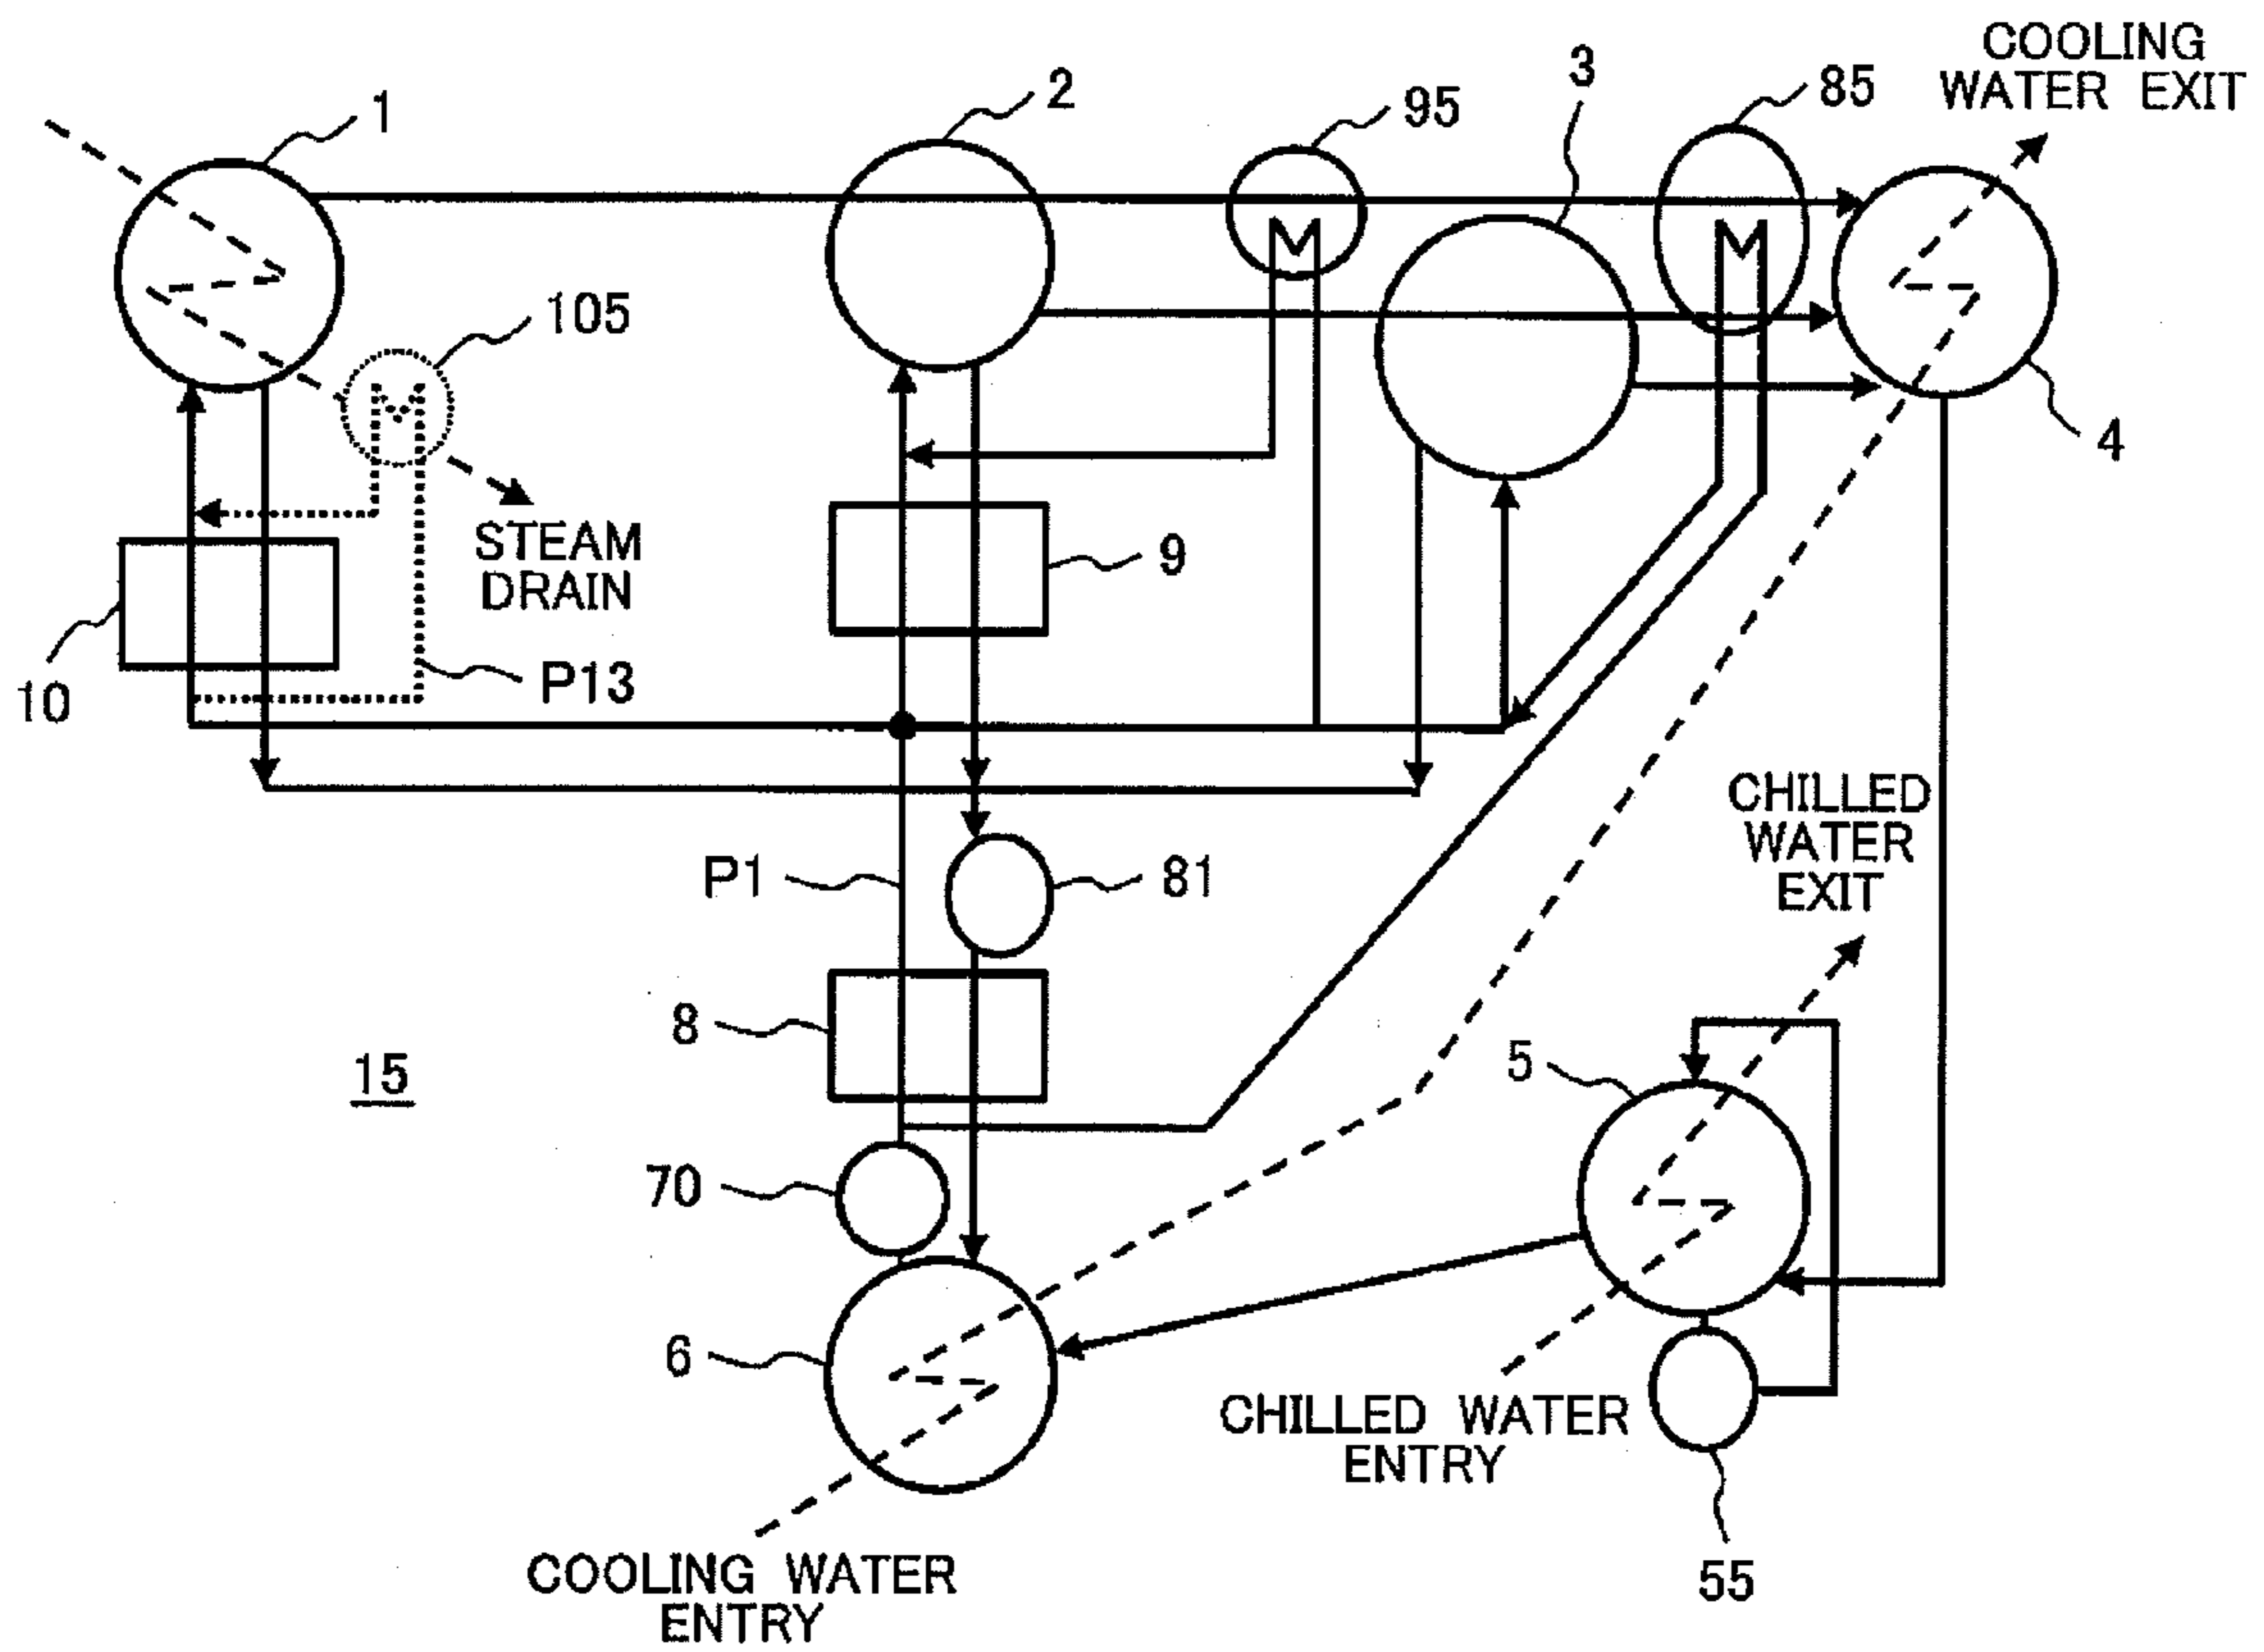 COOLING
WATER EXIT
1
2
95
3
85
105
4
STEAM
DRAIN
9
10
P13
CHILLED
WATER
EXIT
P1
81
8
5
15
70
6
CHILLED WATER
ENTRY
55
COOLING WATER
ENTRY